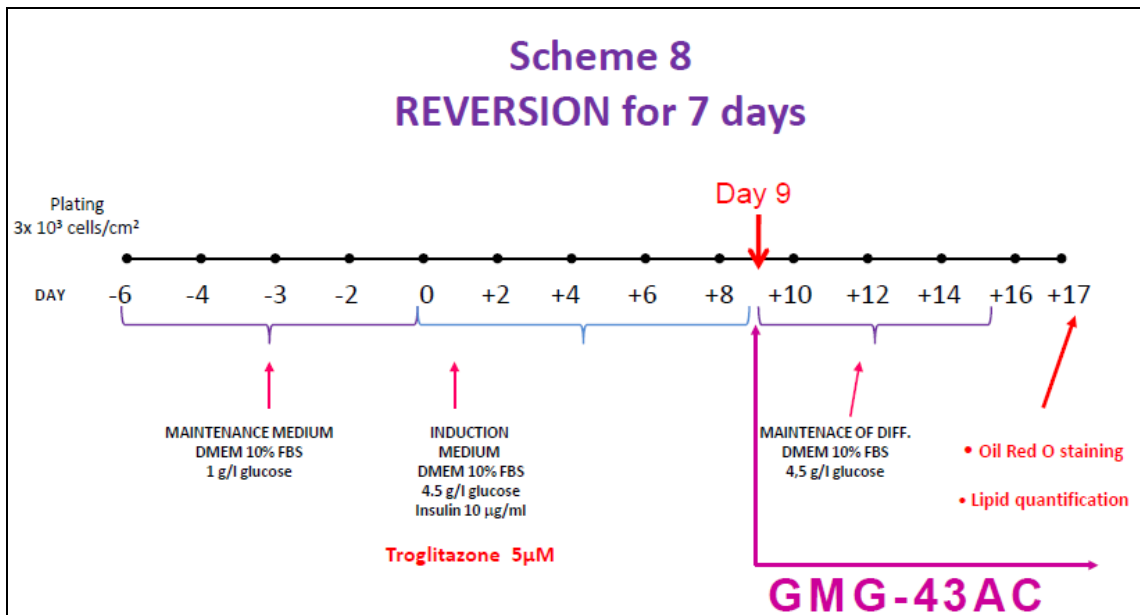 Scheme 8
REVERSION for 7 days
Plating
3x 10³ cells/cm²
Day 9
DAY -6 -4 -3 -2 0 +2 +4 +6 +8 +10 +12 +14 +16 +17
MAINTENANCE MEDIUM
DMEM 10% FBS
1 g/l glucose
INDUCTION
MEDIUM
DMEM 10% FBS
4.5 g/l glucose
Insulin 10 µg/ml
Troglitazone 5µM
MAINTENACE OF DIFF.
DMEM 10% FBS
4,5 g/l glucose
• Oil Red O staining
• Lipid quantification
GMG-43AC